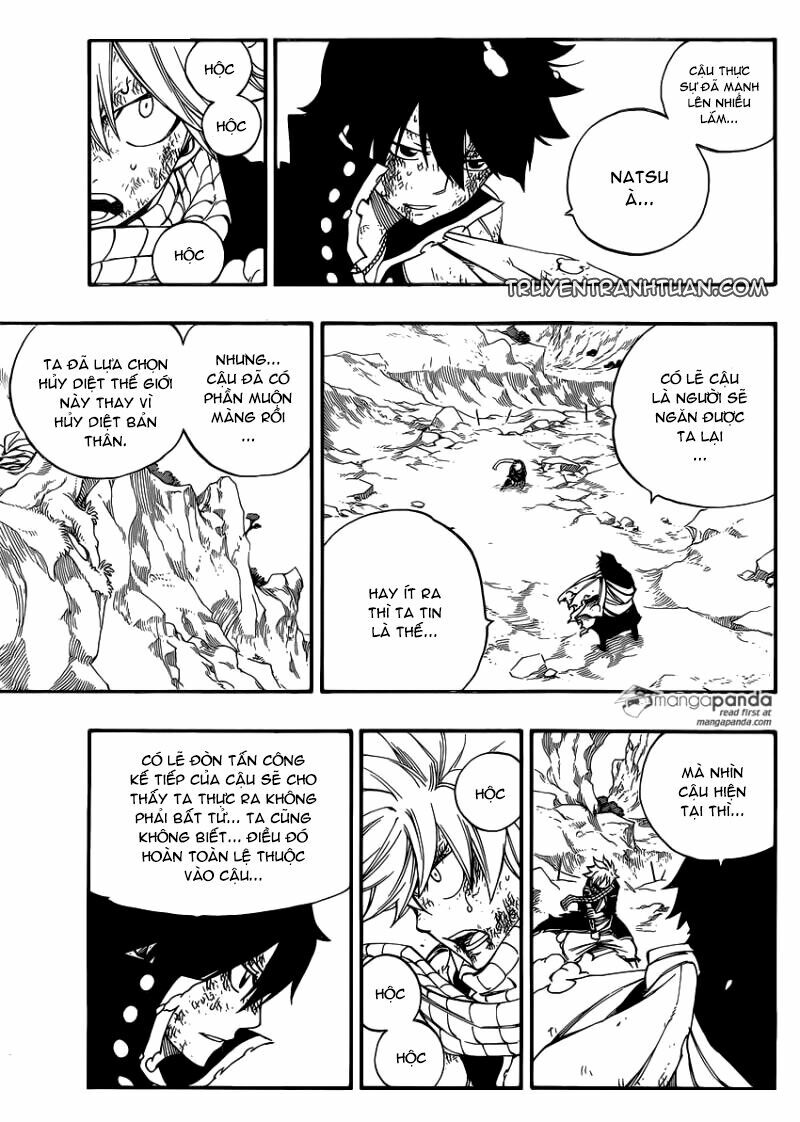 CẬU THỰC
SỰ ĐÃ MẠNH
LÊN NHIỀU
LẮM...
NATSU
À...
HỘC
HỘC
HỘC
TRUYENTRANHTUAN.COM
CÓ LẼ CẬU
LÀ NGƯỜI SẼ
NGĂN ĐƯỢC
TA LẠI
...
HAY ÍT RA
THÌ TA TIN
LÀ THẾ...
NHƯNG...
CẬU ĐÃ CÓ
PHẦN MUỘN
MÀNG RỒI
...
TA ĐÃ LỰA CHỌN
HỦY DIỆT THẾ GIỚI
NÀY THAY VÌ
HỦY DIỆT BẢN
THÂN.
mangapanda
read first at
mangapanda.com
MÀ NHÌN
CẬU HIỆN
TẠI THÌ...
HỘC
HỘC
HỘC
CÓ LẼ ĐÒN TẤN CÔNG
KẾ TIẾP CỦA CẬU SẼ CHO
THẤY TA THỰC RA KHÔNG
PHẢI BẤT TỬ... TA CŨNG
KHÔNG BIẾT... ĐIỀU ĐÓ
HOÀN TOÀN LỆ THUỘC
VÀO CẬU...